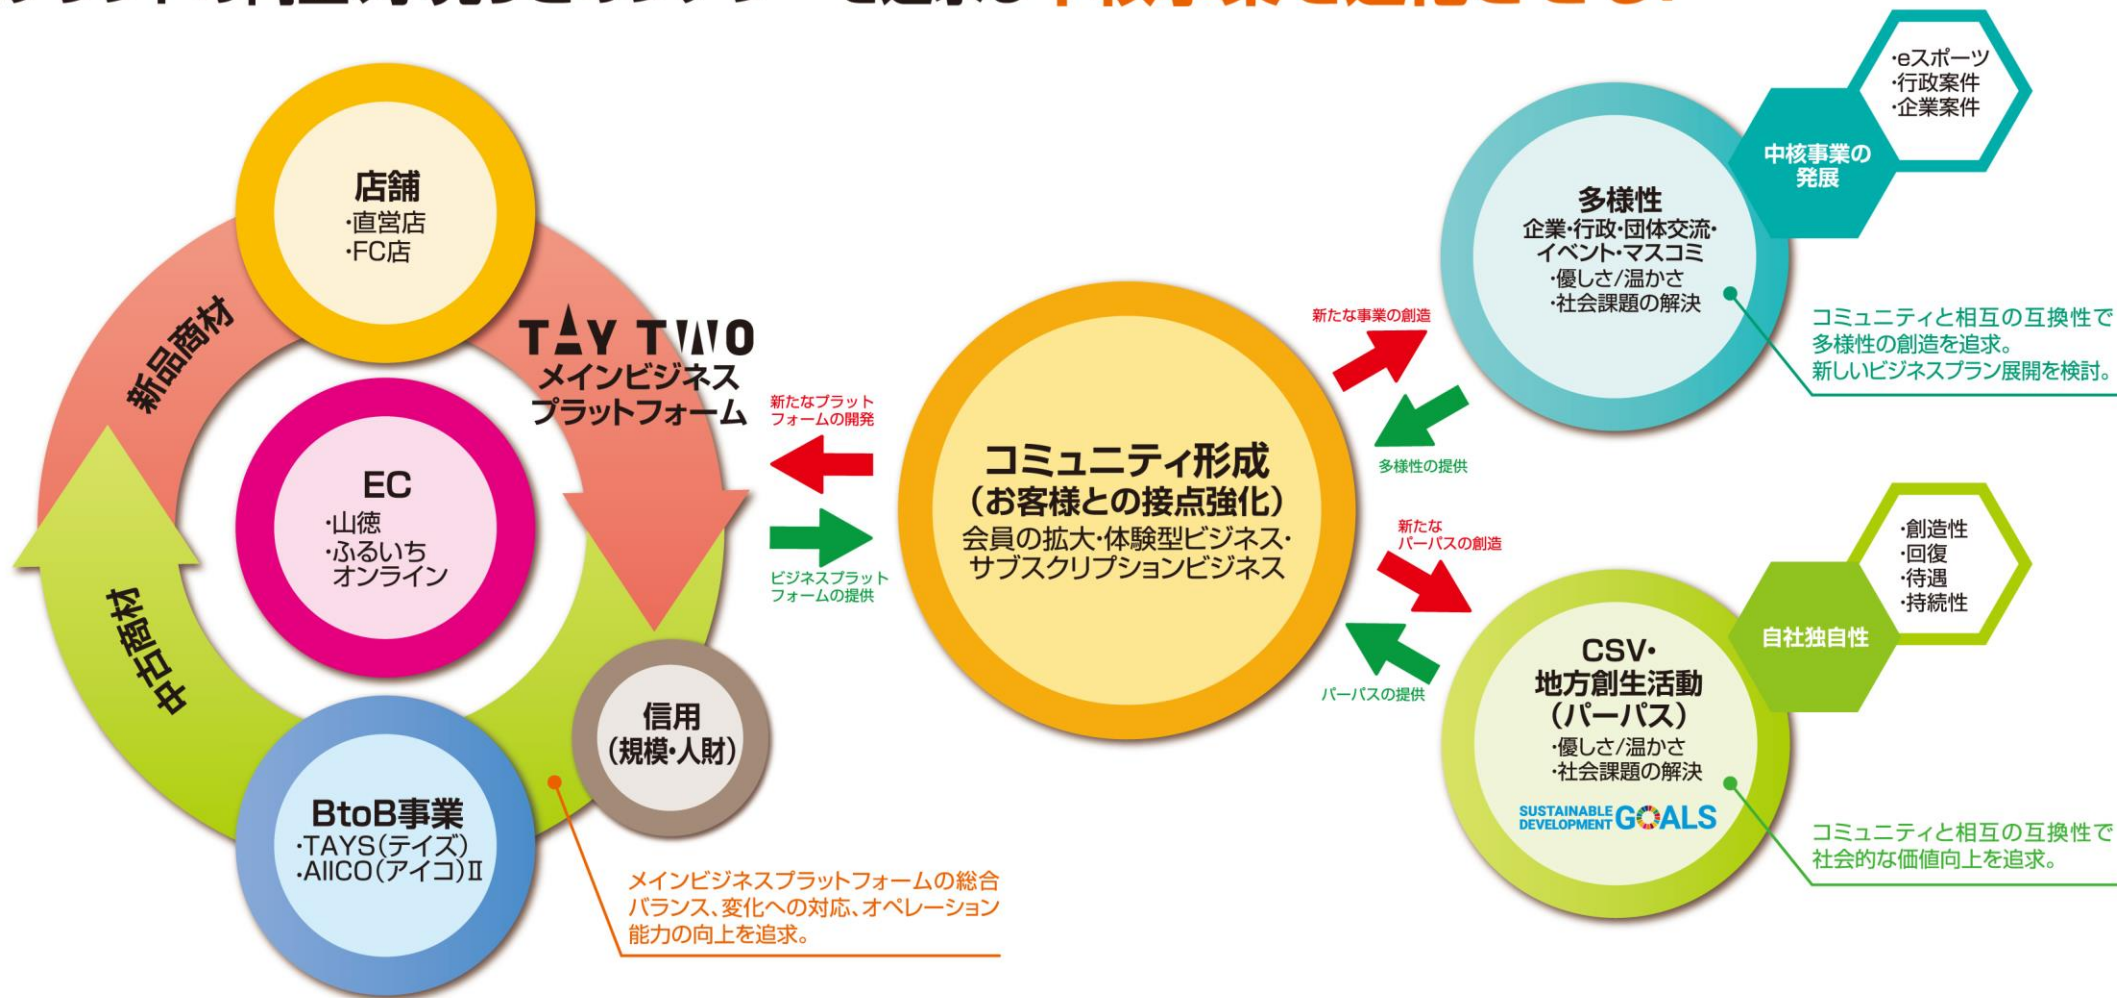 中核事業を進化させる。
店舗
・直営店
・FC店
新品商材
TAY TWO
メインビジネス
プラットフォーム
EC
・山徳
・ふるいち
オンライン
中古商材
BtoB事業
・TAYS(テイズ)
・AIICO(アイコ)Ⅱ
信用
(規模・人財)
メインビジネスプラットフォームの総合
バランス、変化への対応、オペレーション
能力の向上を追求。
新たなプラット
フォームの開発
ビジネスプラット
フォームの提供
コミュニティ形成
(お客様との接点強化)
会員の拡大・体験型ビジネス・
サブスクリプションビジネス
新たな事業の創造
多様性の提供
新たな
パーパスの創造
パーパスの提供
多様性
企業・行政・団体交流・
イベント・マスコミ
・優しさ/温かさ
・社会課題の解決
中核事業の
発展
・eスポーツ
・行政案件
・企業案件
コミュニティと相互の互換性で
多様性の創造を追求。
新しいビジネスプラン展開を検討。
CSV・
地方創生活動
(パーパス)
・優しさ/温かさ
・社会課題の解決
SUSTAINABLE
DEVELOPMENT GOALS
自社独自性
・創造性
・回復
・待遇
・持続性
コミュニティと相互の互換性で
社会的な価値向上を追求。